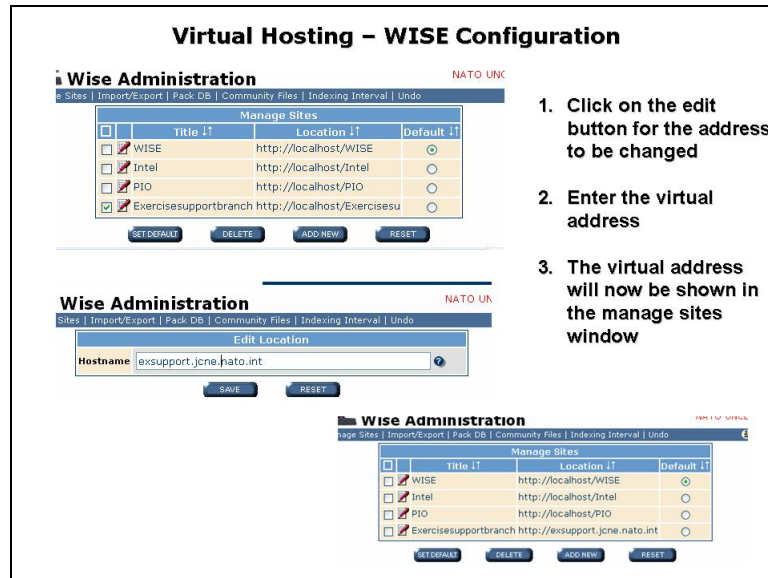 Virtual Hosting – WISE Configuration
Wise Administration
NATO UNC
e Sites | Import/Export | Pack DB | Community Files | Indexing Interval | Undo
Manage Sites
Title ↓↑ Location ↓↑ Default ↓↑
WISE http://localhost/WISE
Intel http://localhost/Intel
PIO http://localhost/PIO
Exercisesupportbranch http://localhost/Exercisesu
SET DEFAULT DELETE ADD NEW RESET
1. Click on the edit
button for the address
to be changed
2. Enter the virtual
address
3. The virtual address
will now be shown in
the manage sites
window
Wise Administration
NATO UN
Sites | Import/Export | Pack DB | Community Files | Indexing Interval | Undo
Edit Location
Hostname exsupport.jcne.nato.int
SAVE RESET
Wise Administration
NATO UNCL
nage Sites | Import/Export | Pack DB | Community Files | Indexing Interval | Undo
Manage Sites
Title ↓↑ Location ↓↑ Default ↓↑
WISE http://localhost/WISE
Intel http://localhost/Intel
PIO http://localhost/PIO
Exercisesupportbranch http://exsupport.jcne.nato.int
SET DEFAULT DELETE ADD NEW RESET